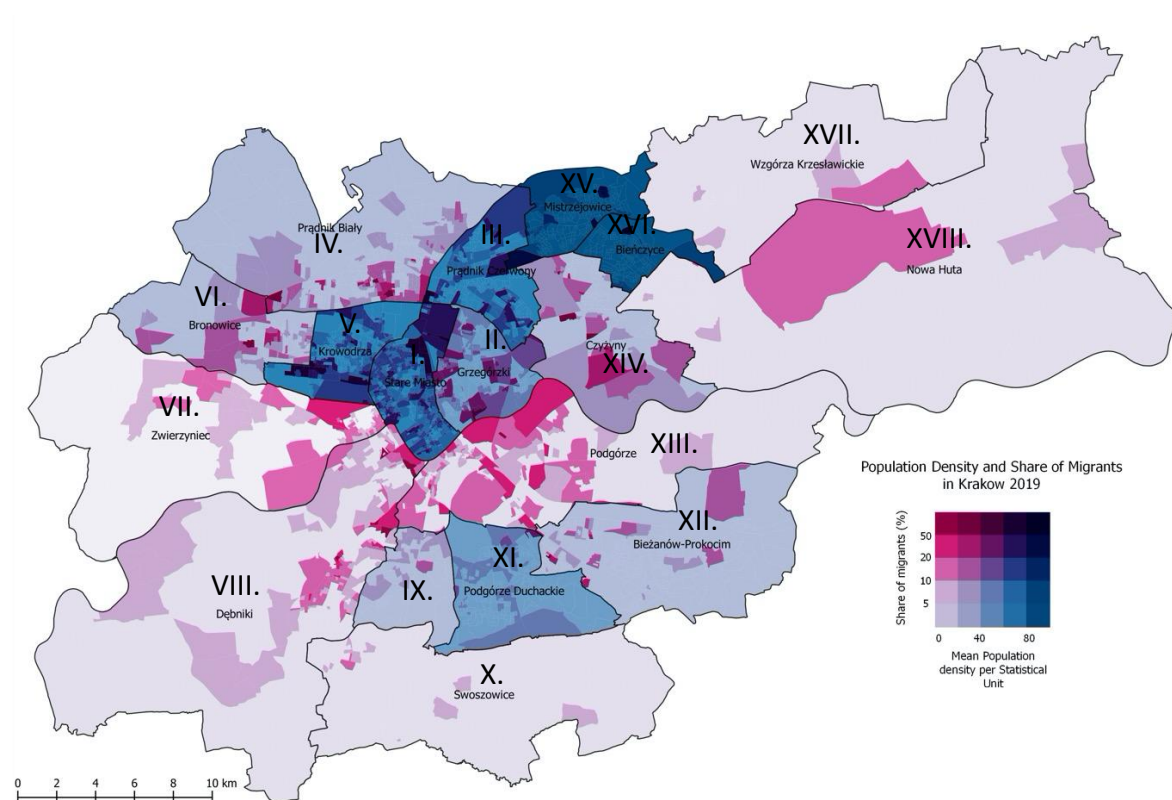 XVII.
Wzgórza Krzesławickie
XV.
Mistrzejowice
XVI.
Bieńczyce
Prądnik Biały
IV.
III.
Prądnik Czerwony
XVIII.
Nowa Huta
VI.
Bronowice
V.
Krowodrza
II.
Grzegórzki
I.
Stare Miasto
Czyżyny
XIV.
VII.
Zwierzyniec
XIII.
Podgórze
XII.
Bieżanów-Prokocim
XI.
Podgórze Duchackie
IX.
VIII.
Dębniki
X.
Swoszowice
Population Density and Share of Migrants
in Krakow 2019
Share of migrants (%)
50
20
10
5
0 40 80
Mean Population
density per Statistical
Unit
0 2 4 6 8 10 km